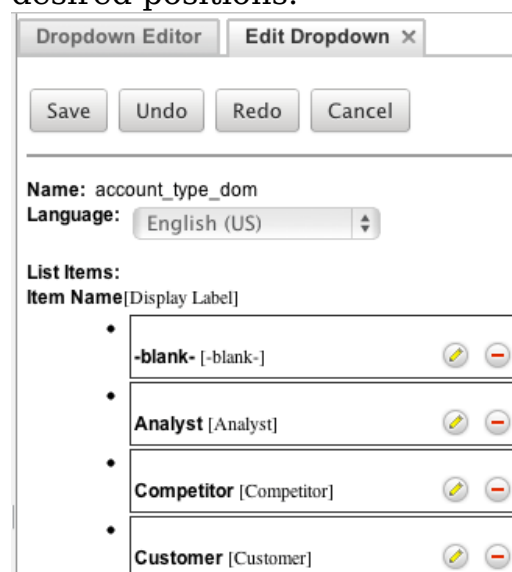 desired positions.
Dropdown Editor Edit Dropdown ×
Save Undo Redo Cancel
Name: account_type_dom
Language: English (US)
List Items:
Item Name[Display Label]
-blank- [-blank-]
Analyst [Analyst]
Competitor [Competitor]
Customer [Customer]